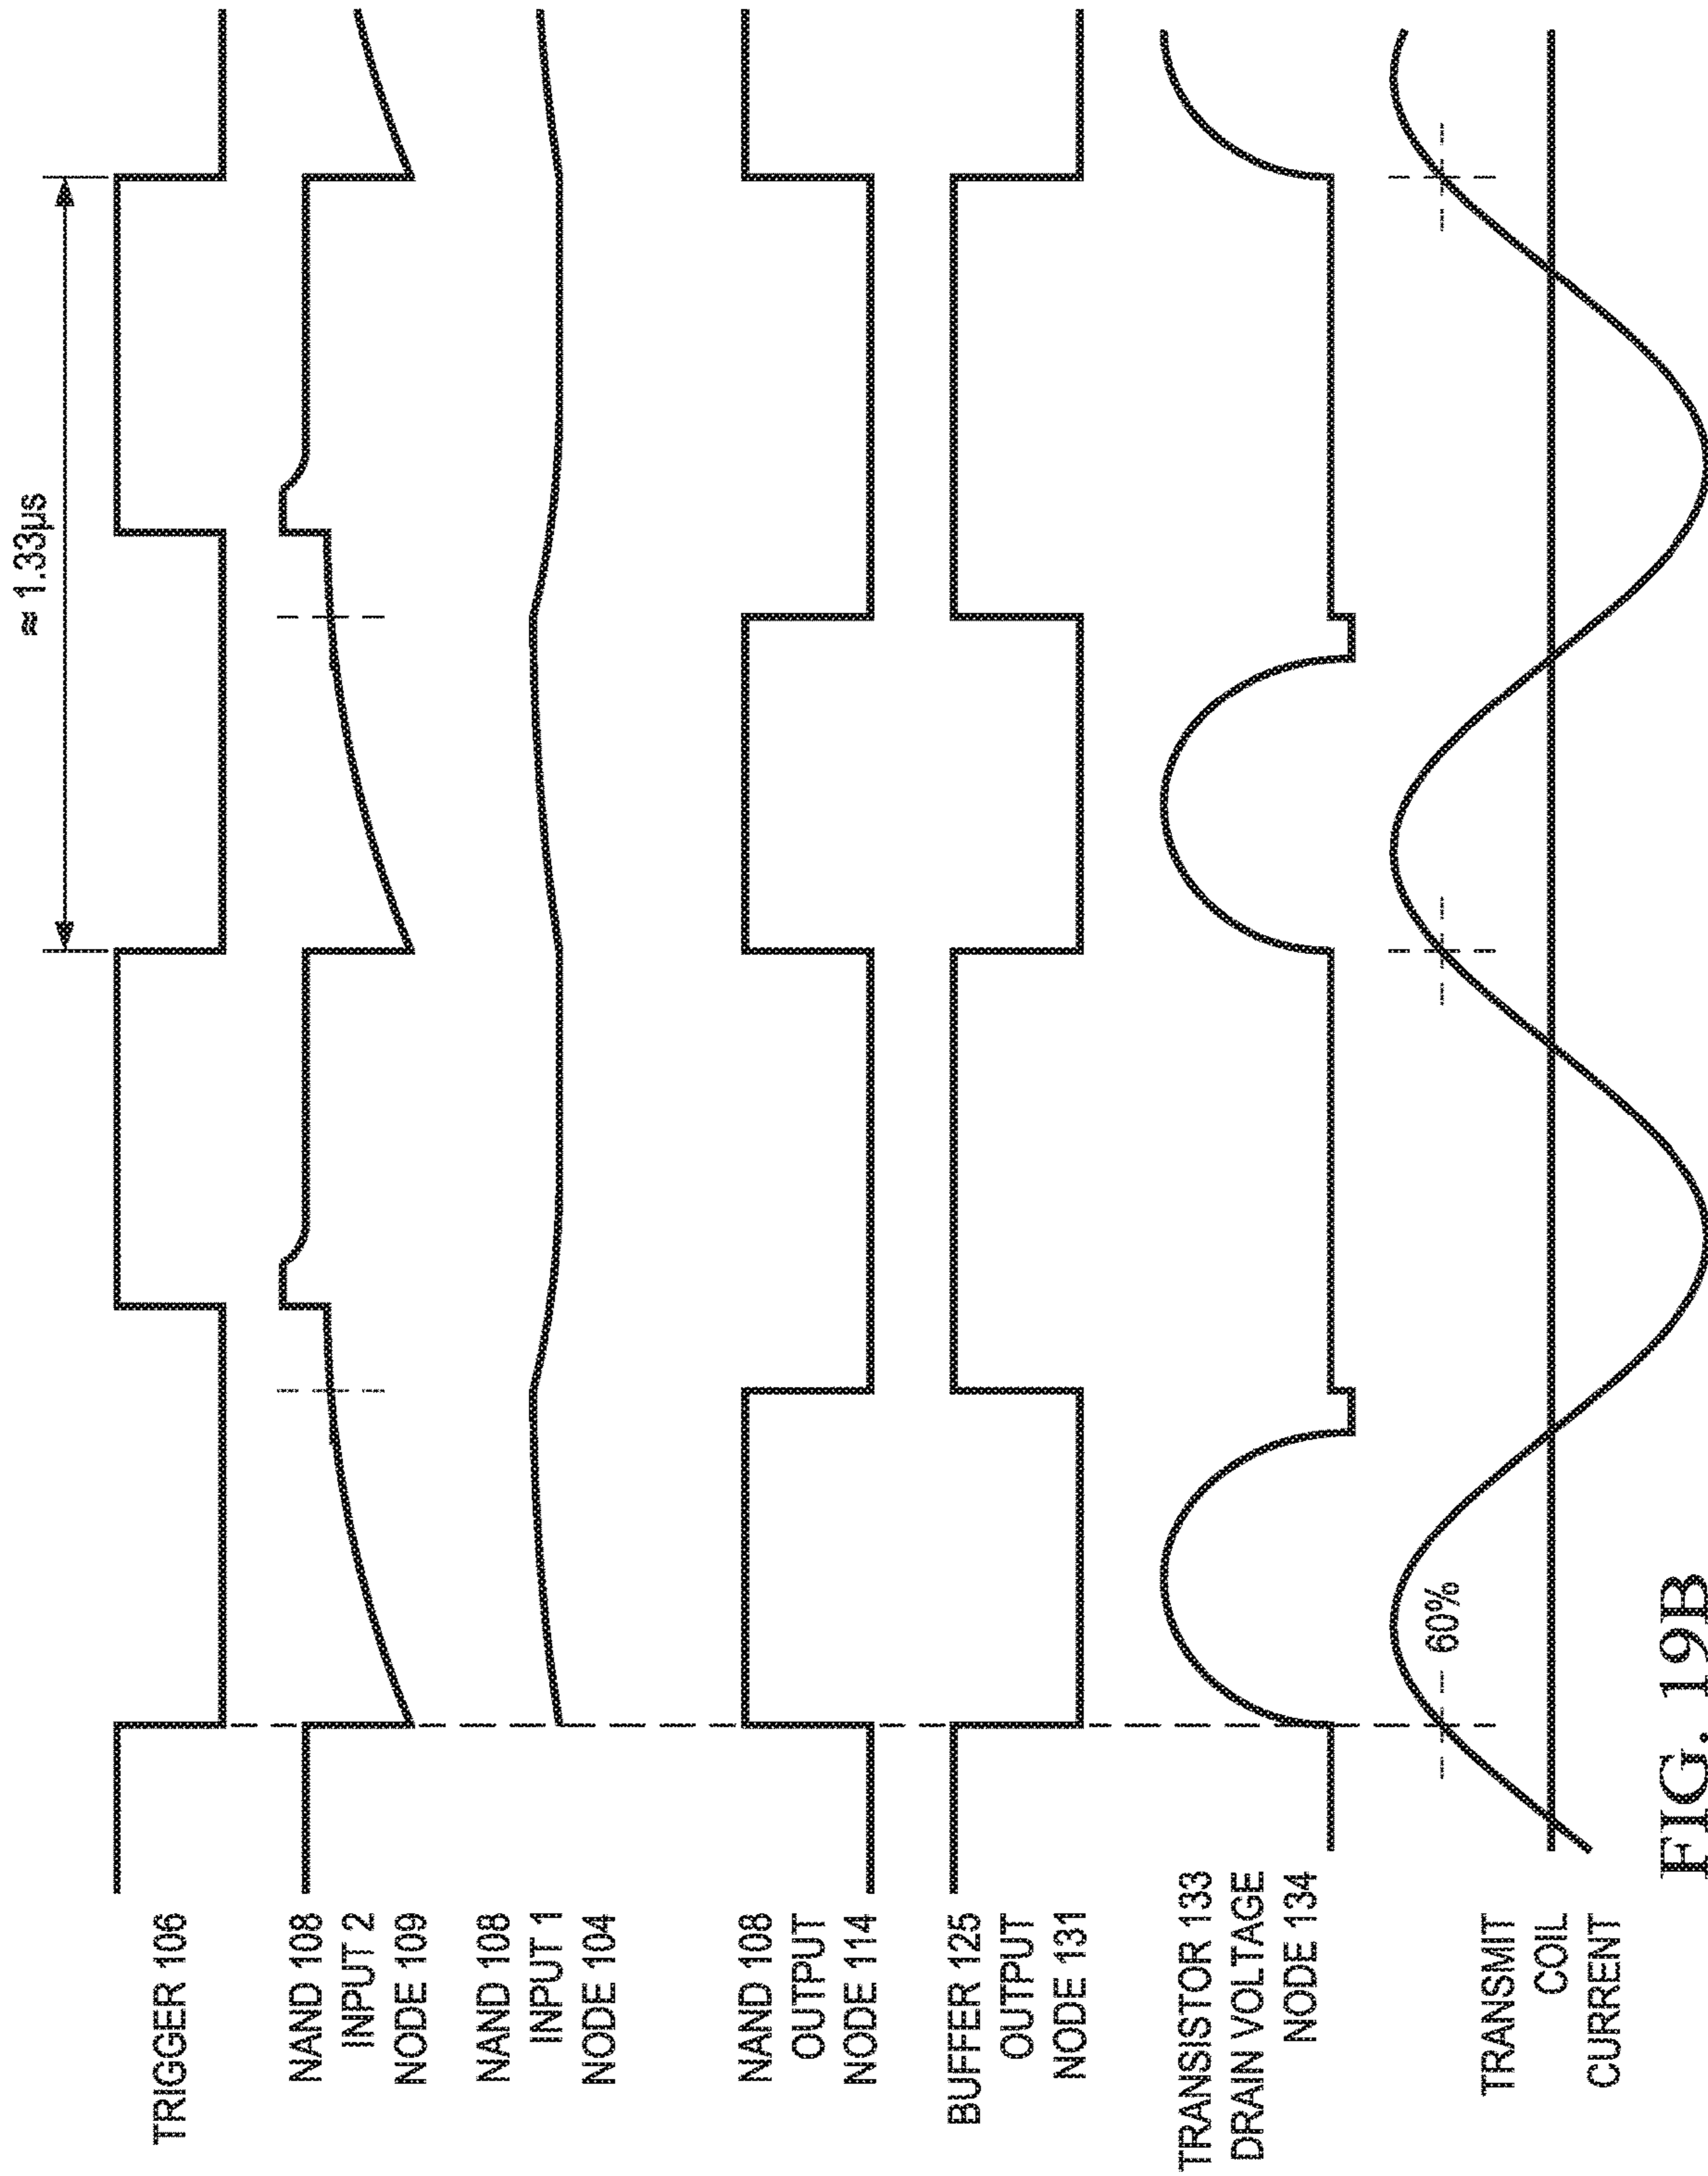 ≈ 1.33µs
TRIGGER 106
NAND 108
INPUT 2
NODE 109
NAND 108
INPUT 1
NODE 104
NAND 108
OUTPUT
NODE 114
BUFFER 125
OUTPUT
NODE 131
TRANSISTOR 133
DRAIN VOLTAGE
NODE 134
60%
TRANSMIT
COIL
CURRENT
FIG. 19B